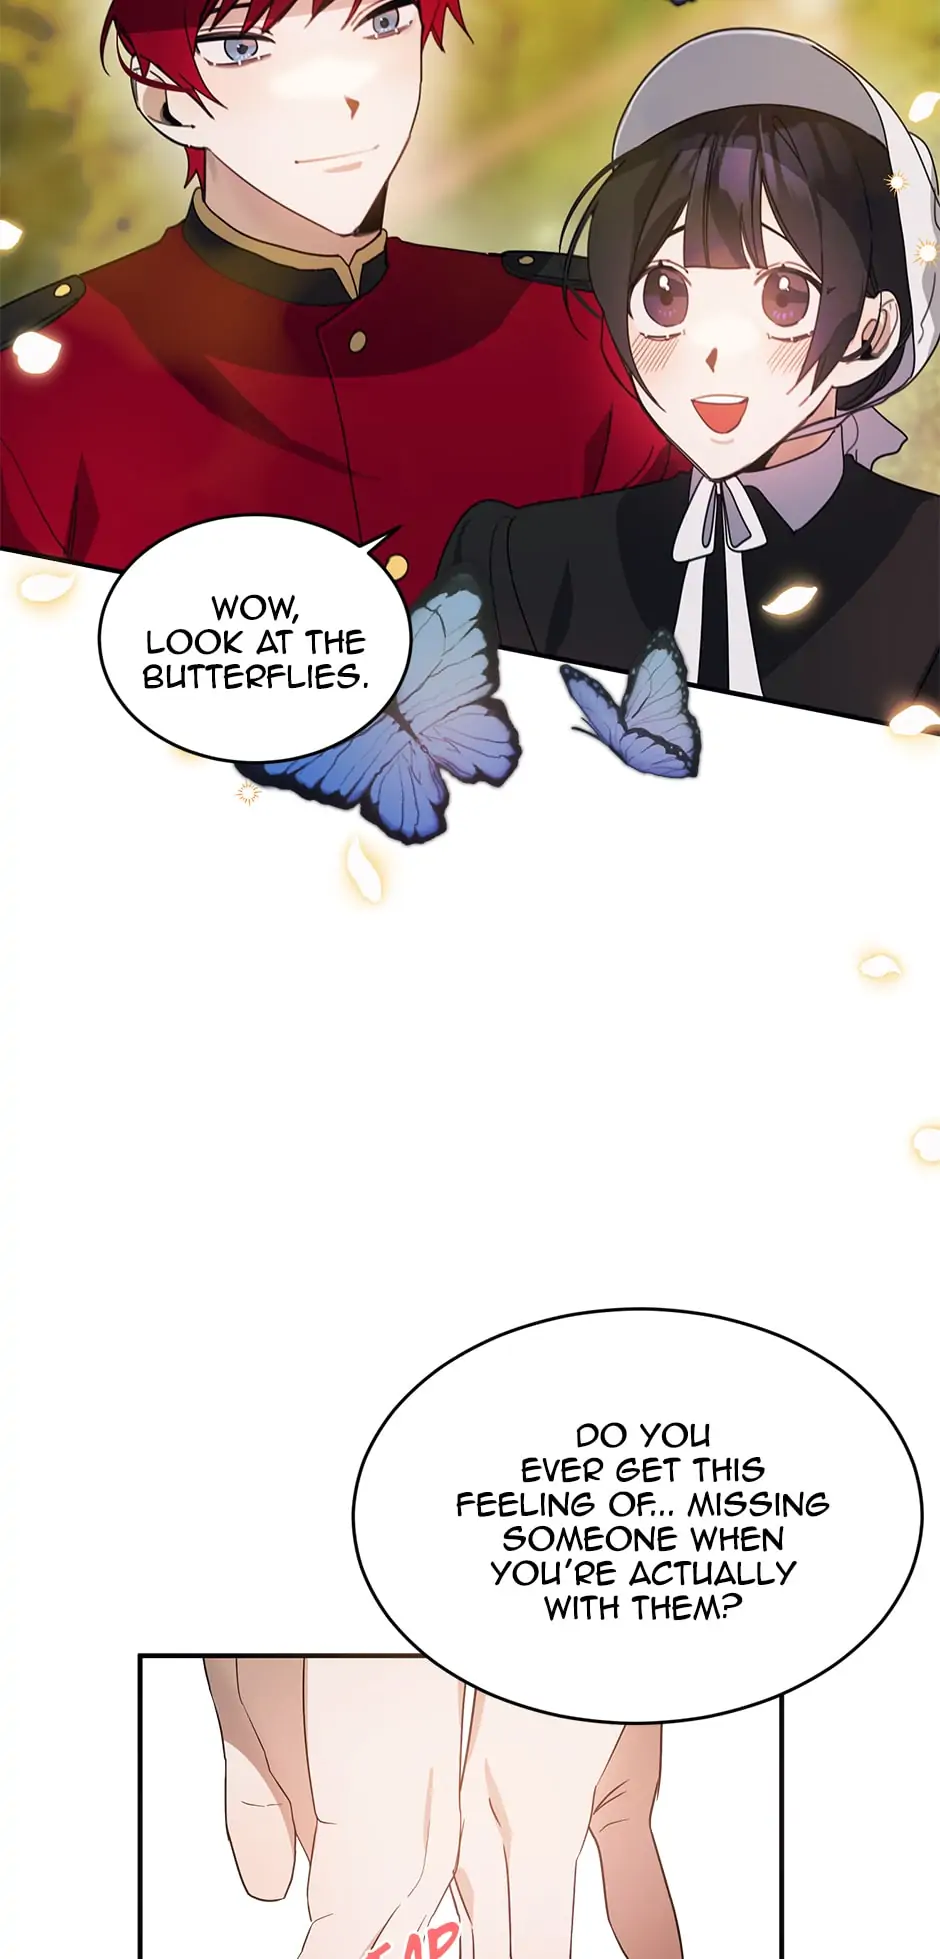 WOW,
LOOK AT THE
BUTTERFLIES.
DO YOU
EVER GET THIS
FEELING OF... MISSING
SOMEONE WHEN
YOU'RE ACTUALLY
WITH THEM?